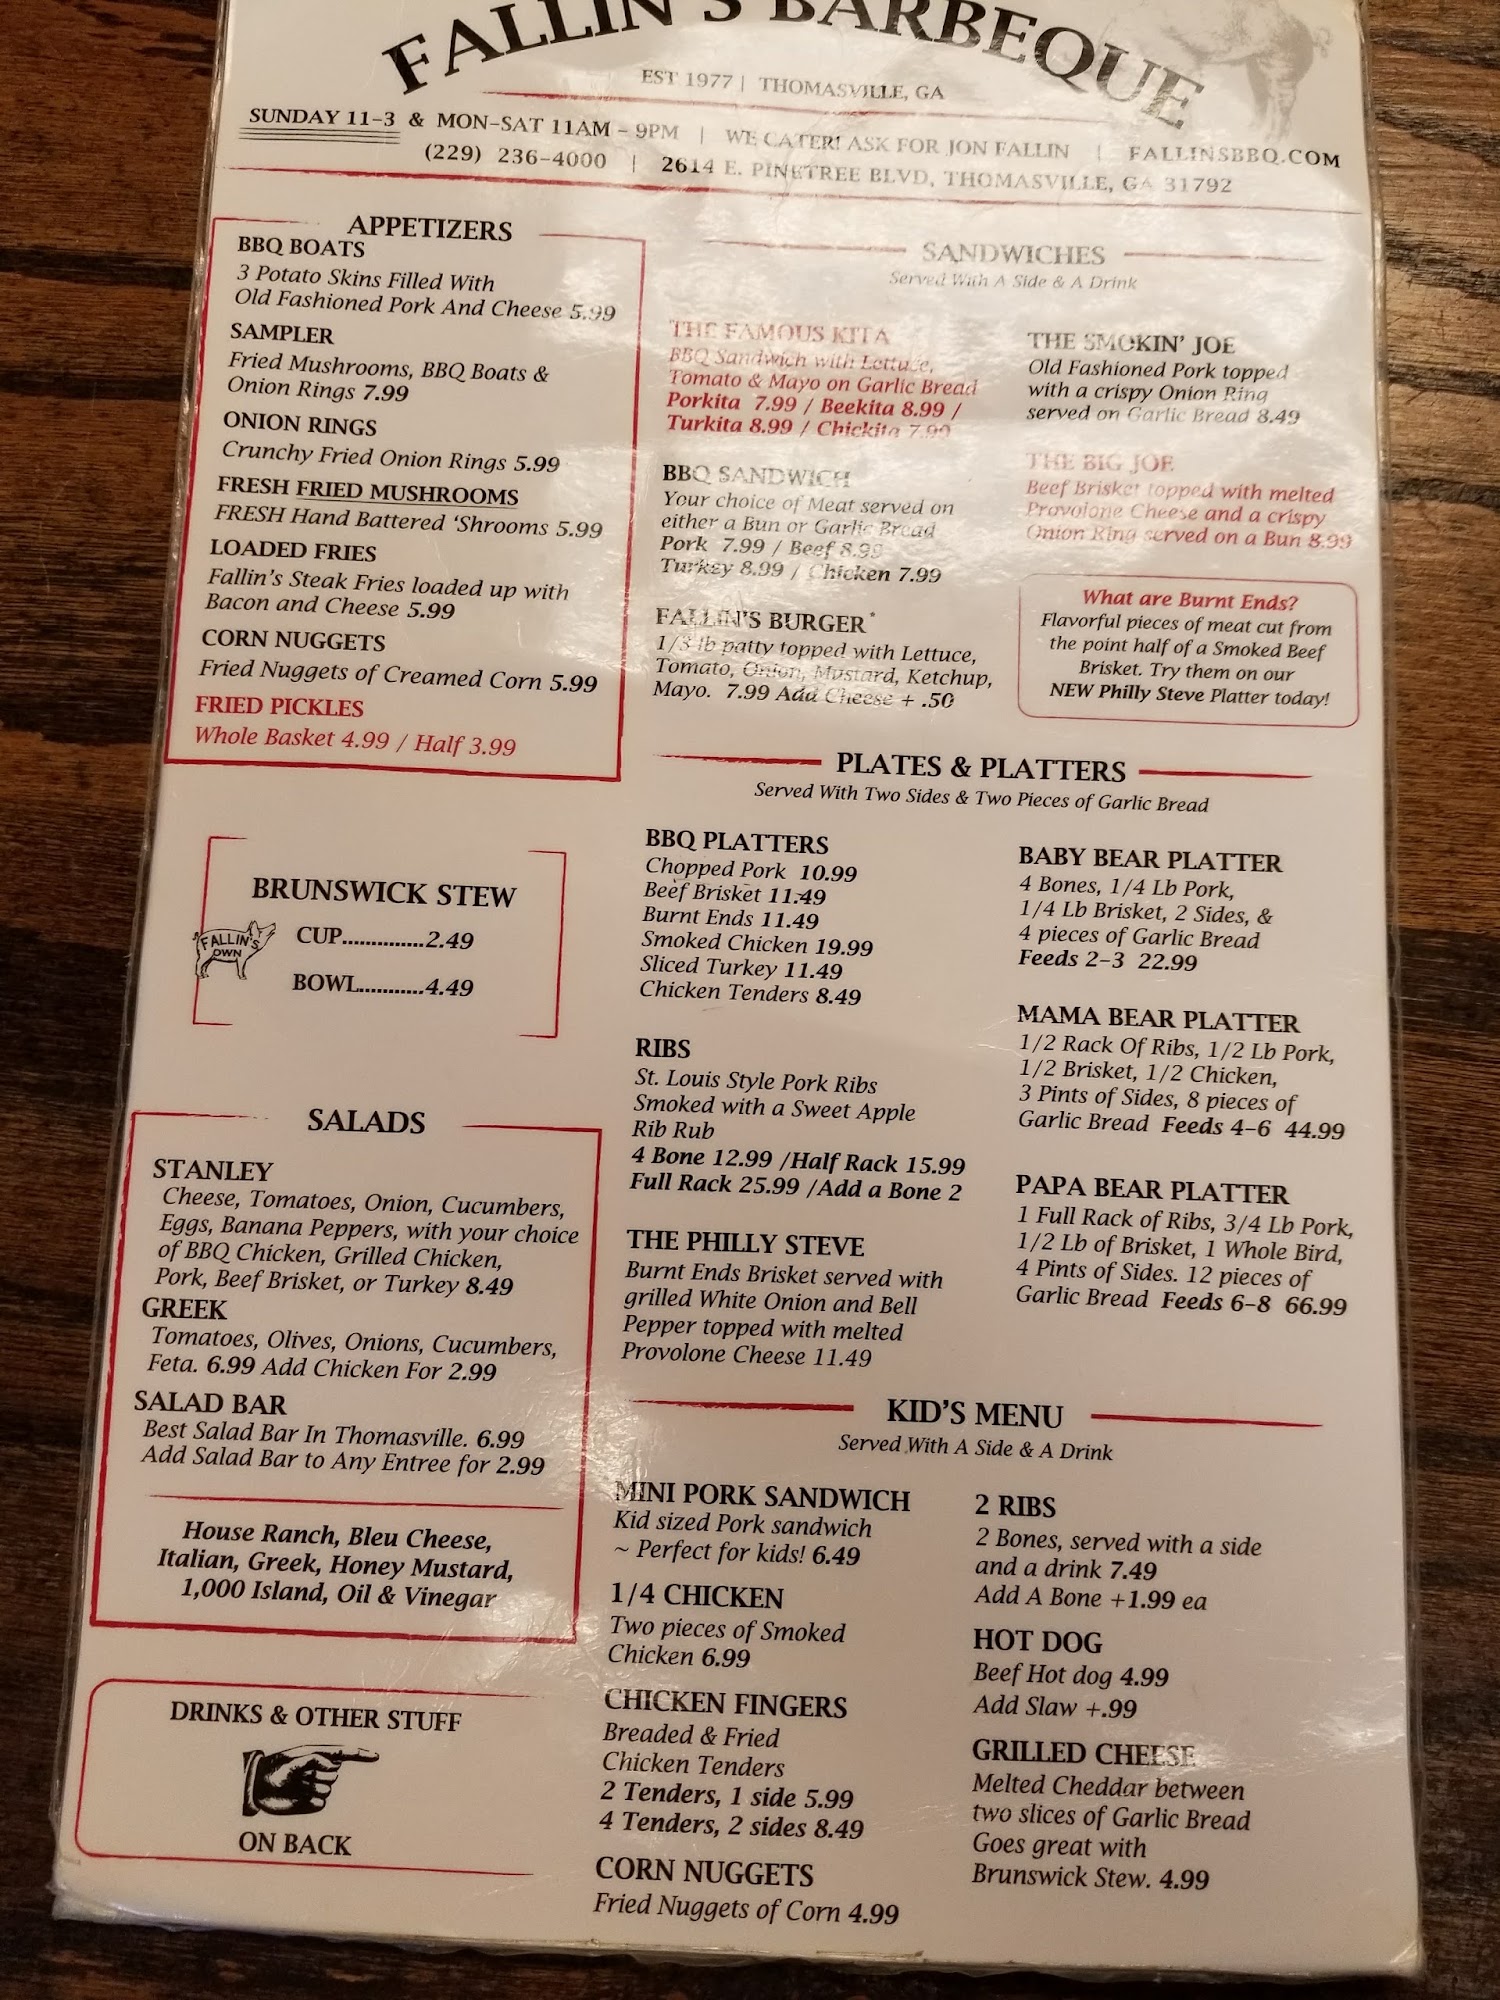 FALLIN'S BARBEQUE
EST 1977 | THOMASVILLE, GA
SUNDAY 11-3 & MON-SAT 11AM - 9PM | WE CATER! ASK FOR JON FALLIN | FALLINSBBQ.COM
(229) 236-4000 | 2614 E. PINETREE BLVD, THOMASVILLE, GA 31792
APPETIZERS
BBQ BOATS
3 Potato Skins Filled With
Old Fashioned Pork And Cheese 5.99
SAMPLER
Fried Mushrooms, BBQ Boats &
Onion Rings 7.99
ONION RINGS
Crunchy Fried Onion Rings 5.99
FRESH FRIED MUSHROOMS
FRESH Hand Battered 'Shrooms 5.99
LOADED FRIES
Fallin's Steak Fries loaded up with
Bacon and Cheese 5.99
CORN NUGGETS
Fried Nuggets of Creamed Corn 5.99
FRIED PICKLES
Whole Basket 4.99 / Half 3.99
BRUNSWICK STEW
FALLIN'S
OWN
CUP..............2.49
BOWL...........4.49
SALADS
STANLEY
Cheese, Tomatoes, Onion, Cucumbers,
Eggs, Banana Peppers, with your choice
of BBQ Chicken, Grilled Chicken,
Pork, Beef Brisket, or Turkey 8.49
GREEK
Tomatoes, Olives, Onions, Cucumbers,
Feta. 6.99 Add Chicken For 2.99
SALAD BAR
Best Salad Bar In Thomasville. 6.99
Add Salad Bar to Any Entree for 2.99
House Ranch, Bleu Cheese,
Italian, Greek, Honey Mustard,
1,000 Island, Oil & Vinegar
DRINKS & OTHER STUFF
ON BACK
SANDWICHES
Served With A Side & A Drink
THE FAMOUS KITA
BBQ Sandwich with Lettuce,
Tomato & Mayo on Garlic Bread
Porkita 7.99 / Beekita 8.99 /
Turkita 8.99 / Chickita 7.99
BBQ SANDWICH
Your choice of Meat served on
either a Bun or Garlic Bread
Pork 7.99 / Beef 8.99
Turkey 8.99 / Chicken 7.99
FALLIN'S BURGER*
1/3 lb patty topped with Lettuce,
Tomato, Onion, Mustard, Ketchup,
Mayo. 7.99 Add Cheese + .50
THE SMOKIN' JOE
Old Fashioned Pork topped
with a crispy Onion Ring
served on Garlic Bread 8.49
THE BIG JOE
Beef Brisket topped with melted
Provolone Cheese and a crispy
Onion Ring served on a Bun 8.99
What are Burnt Ends?
Flavorful pieces of meat cut from
the point half of a Smoked Beef
Brisket. Try them on our
NEW Philly Steve Platter today!
PLATES & PLATTERS
Served With Two Sides & Two Pieces of Garlic Bread
BBQ PLATTERS
Chopped Pork 10.99
Beef Brisket 11.49
Burnt Ends 11.49
Smoked Chicken 19.99
Sliced Turkey 11.49
Chicken Tenders 8.49
RIBS
St. Louis Style Pork Ribs
Smoked with a Sweet Apple
Rib Rub
4 Bone 12.99 /Half Rack 15.99
Full Rack 25.99 /Add a Bone 2
THE PHILLY STEVE
Burnt Ends Brisket served with
grilled White Onion and Bell
Pepper topped with melted
Provolone Cheese 11.49
BABY BEAR PLATTER
4 Bones, 1/4 Lb Pork,
1/4 Lb Brisket, 2 Sides, &
4 pieces of Garlic Bread
Feeds 2-3 22.99
MAMA BEAR PLATTER
1/2 Rack Of Ribs, 1/2 Lb Pork,
1/2 Brisket, 1/2 Chicken,
3 Pints of Sides, 8 pieces of
Garlic Bread Feeds 4-6 44.99
PAPA BEAR PLATTER
1 Full Rack of Ribs, 3/4 Lb Pork,
1/2 Lb of Brisket, 1 Whole Bird,
4 Pints of Sides. 12 pieces of
Garlic Bread Feeds 6-8 66.99
KID'S MENU
Served With A Side & A Drink
MINI PORK SANDWICH
Kid sized Pork sandwich
~ Perfect for kids! 6.49
1/4 CHICKEN
Two pieces of Smoked
Chicken 6.99
CHICKEN FINGERS
Breaded & Fried
Chicken Tenders
2 Tenders, 1 side 5.99
4 Tenders, 2 sides 8.49
CORN NUGGETS
Fried Nuggets of Corn 4.99
2 RIBS
2 Bones, served with a side
and a drink 7.49
Add A Bone +1.99 ea
HOT DOG
Beef Hot dog 4.99
Add Slaw +.99
GRILLED CHEESE
Melted Cheddar between
two slices of Garlic Bread
Goes great with
Brunswick Stew. 4.99